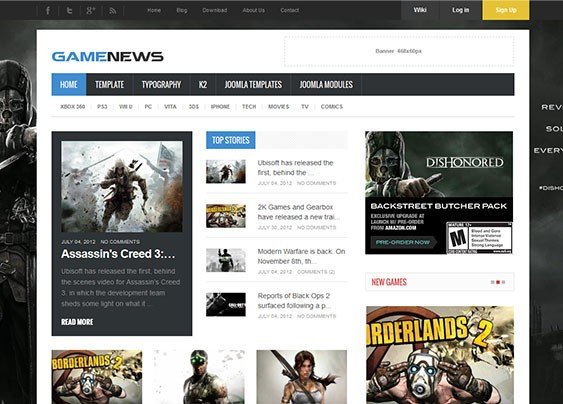 Home Blog Download About Us Contact Wiki Log in Sign Up
GAMENEWS
Banner 468x60px
HOME TEMPLATE TYPOGRAPHY K2 JOOMLA TEMPLATES JOOMLA MODULES
XBOX 360 PS3 WII U PC VITA 3DS IPHONE TECH MOVIES TV COMICS
TOP STORIES
JULY 04, 2012 NO COMMENTS
Assassin's Creed 3:...
Ubisoft has released the first, behind
the scenes video for Assassin's Creed
3, in which the development team
sheds some light on what it ...
READ MORE
Ubisoft has released the
first, behind the ...
JULY 04, 2012 NO COMMENTS
2K Games and Gearbox
have released a new trai...
JULY 30, 2012 NO COMMENTS
Modern Warfare is back. On
November 8th, th...
JULY 04, 2012 COMMENTS (2)
Reports of Black Ops 2
surfaced following a p...
JULY 04, 2012 NO COMMENTS
DISHONORED
BACKSTREET BUTCHER PACK
EXCLUSIVE UPGRADE AT
LAUNCH W/ PRE-ORDER
FROM AMAZON.COM
PRE-ORDER NOW
MATURE 17+
M
Blood and Gore
Intense Violence
Sexual Themes
Strong Language
ESRB CONTENT RATING
NEW GAMES
BORDERLANDS 2
BORDERLANDS 2
REV
SOL
EVERY
*DISHO